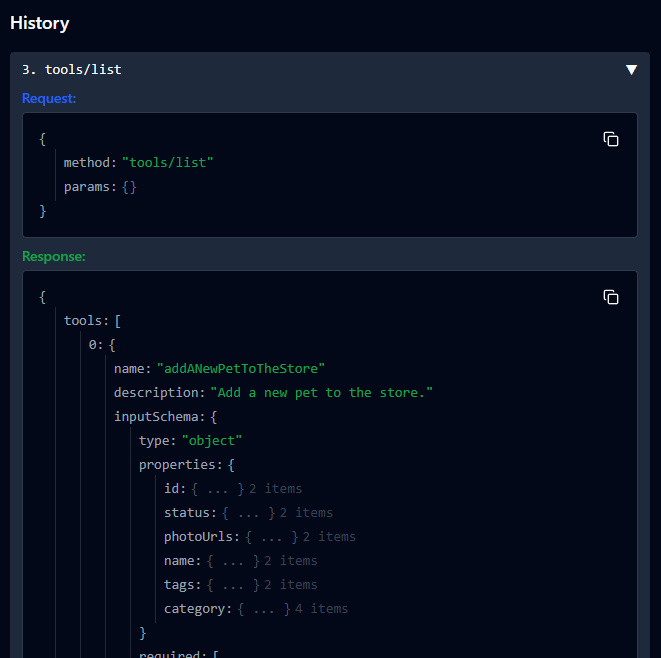 History
3. tools/list ▼
Request:
{
method: "tools/list"
params: {}
}
Response:
{
tools: [
0: {
name: "addANewPetToTheStore"
description: "Add a new pet to the store."
inputSchema: {
type: "object"
properties: {
id: { ... } 2 items
status: { ... } 2 items
photoUrls: { ... } 2 items
name: { ... } 2 items
tags: { ... } 2 items
category: { ... } 4 items
}
required: [